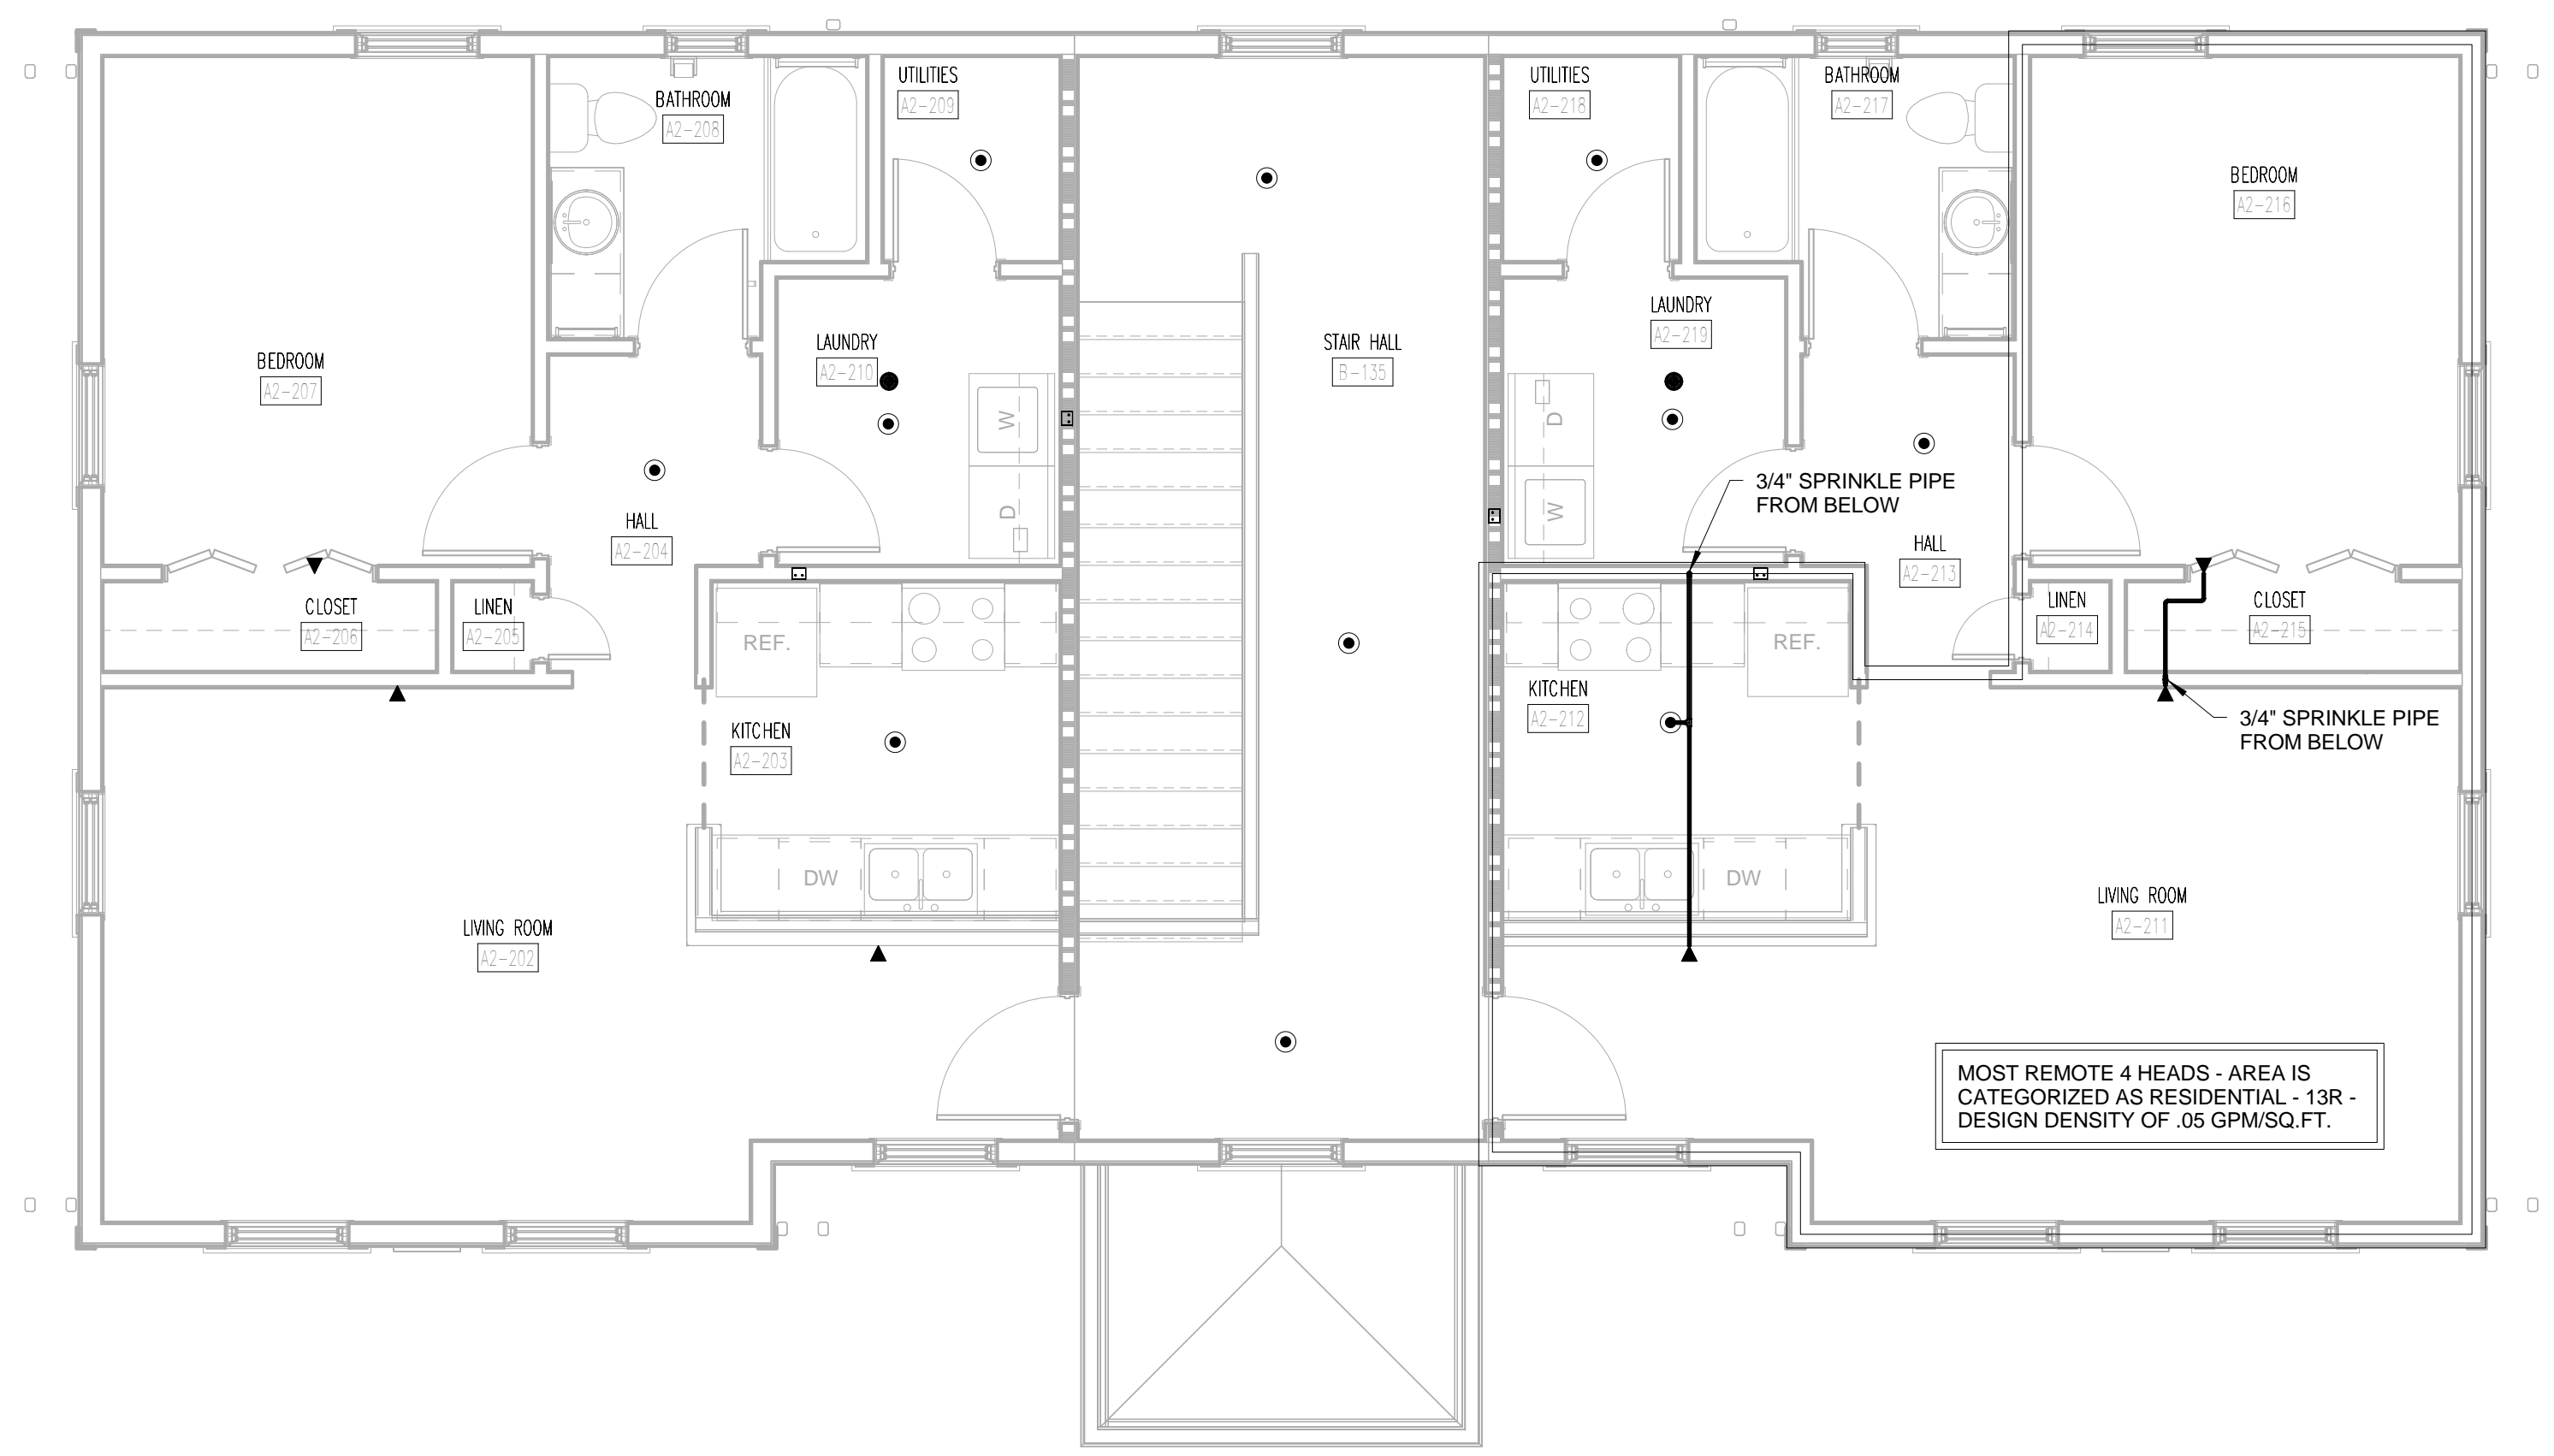 UTILITIES
A2-209
BATHROOM
A2-208
UTILITIES
A2-218
BATHROOM
A2-217
BEDROOM
A2-216
BEDROOM
A2-207
LAUNDRY
A2-210
W
D
STAIR HALL
B-135
LAUNDRY
A2-219
D
W
3/4" SPRINKLE PIPE
FROM BELOW
HALL
A2-204
HALL
A2-213
CLOSET
A2-206
LINEN
A2-205
REF.
REF.
LINEN
A2-214
CLOSET
A2-215
KITCHEN
A2-203
KITCHEN
A2-212
3/4" SPRINKLE PIPE
FROM BELOW
DW
DW
LIVING ROOM
A2-202
LIVING ROOM
A2-211
MOST REMOTE 4 HEADS - AREA IS
CATEGORIZED AS RESIDENTIAL - 13R -
DESIGN DENSITY OF .05 GPM/SQ.FT.